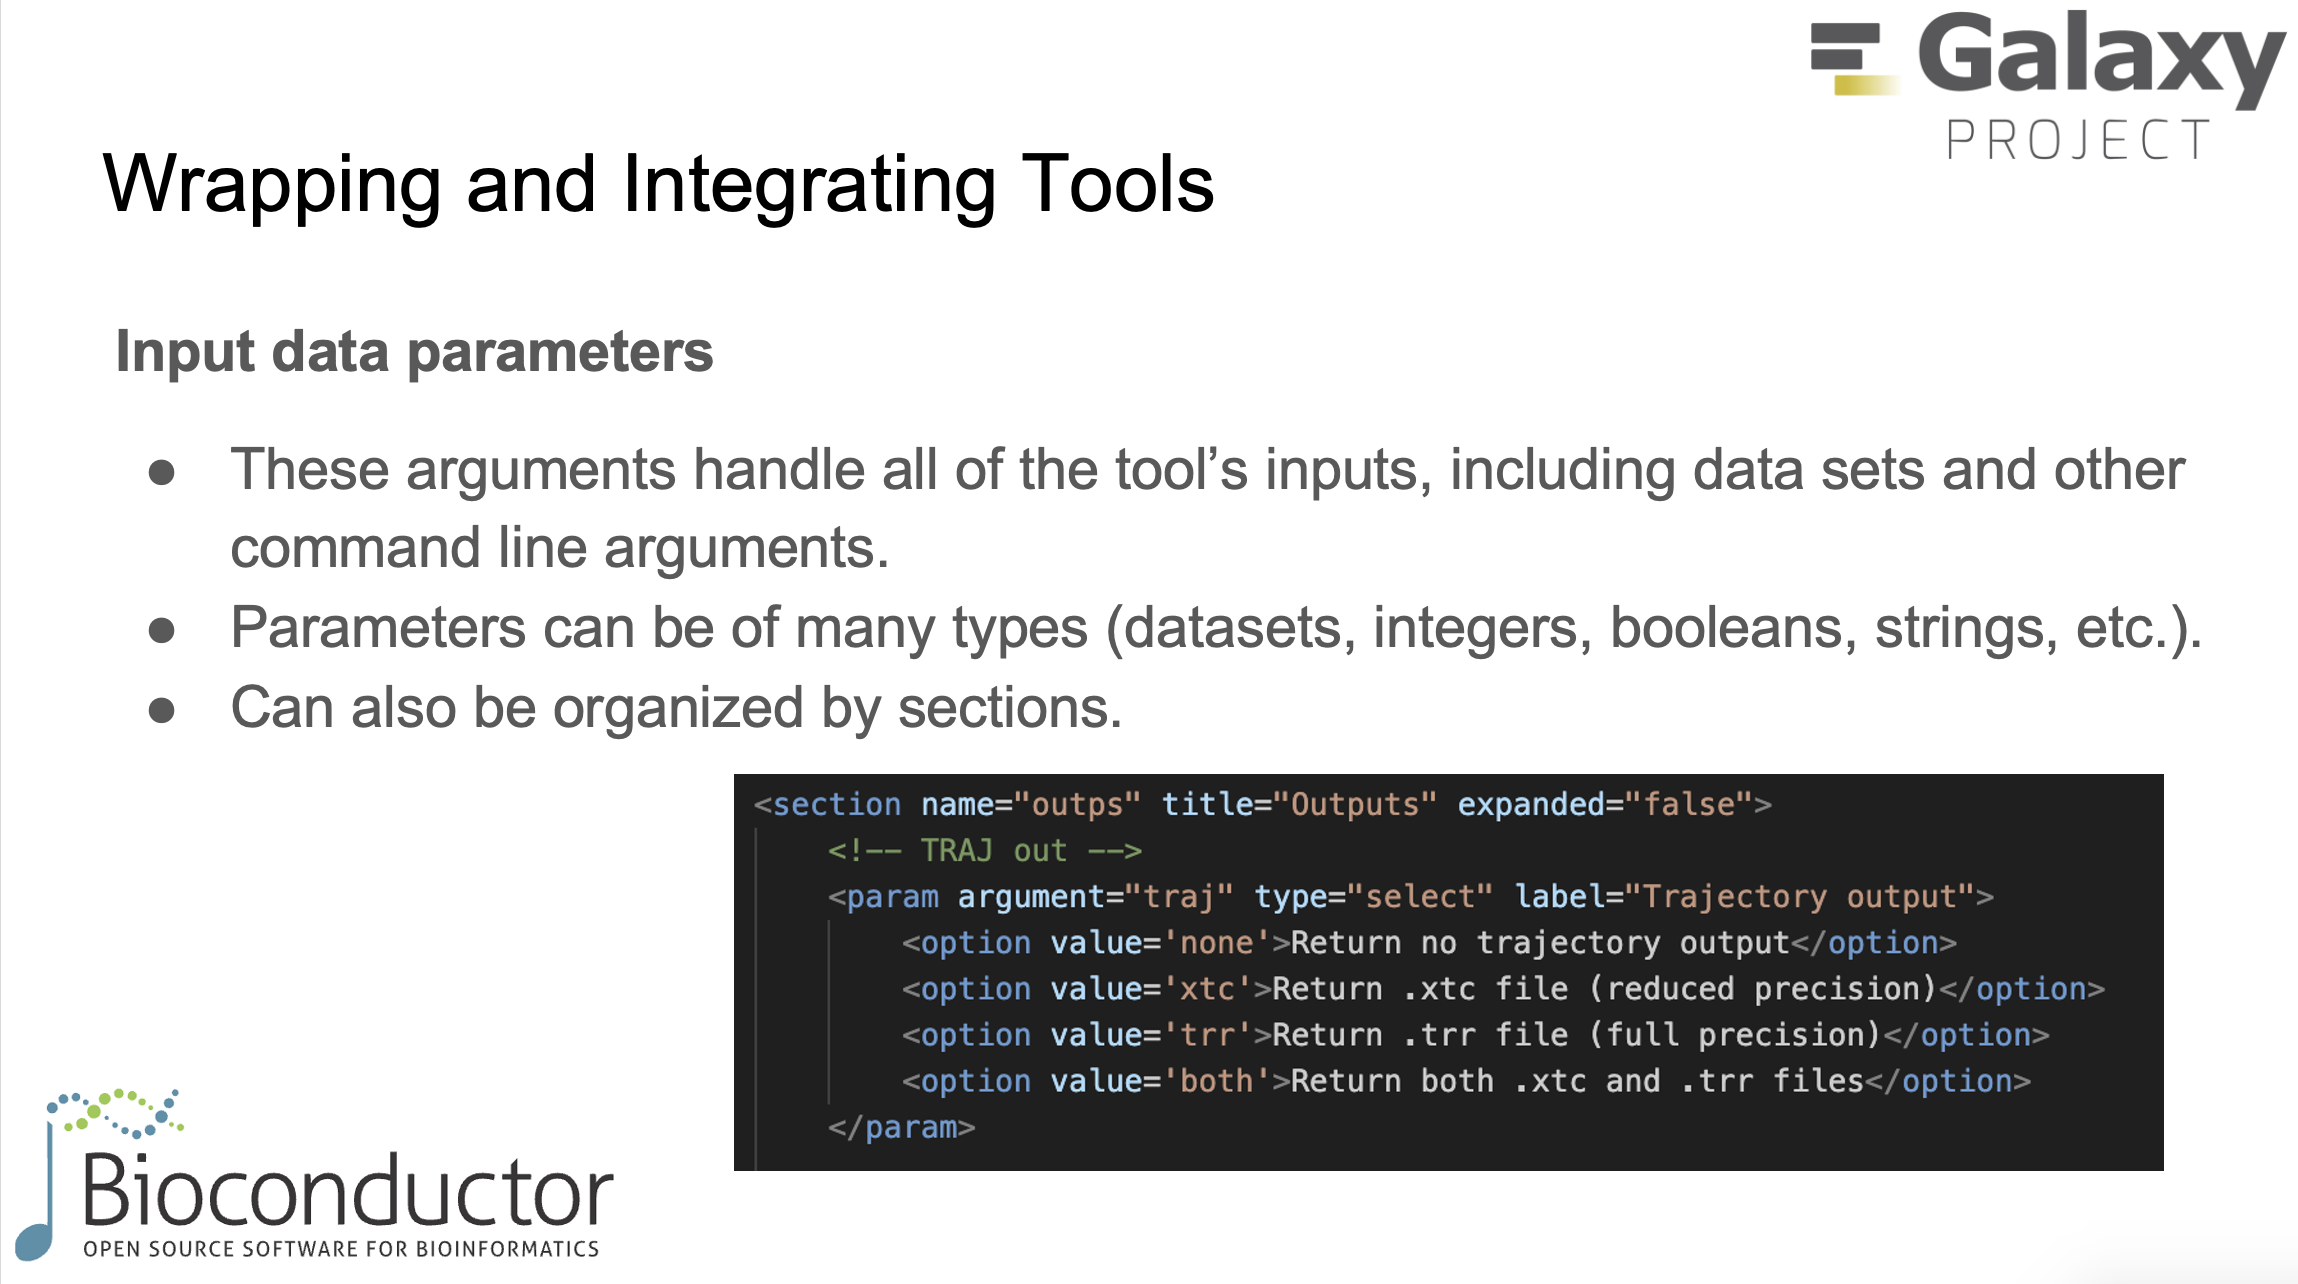 Galaxy
PROJECT
Wrapping and Integrating Tools
Input data parameters
● These arguments handle all of the tool’s inputs, including data sets and other
command line arguments.
● Parameters can be of many types (datasets, integers, booleans, strings, etc.).
● Can also be organized by sections.
<section name="outps" title="Outputs" expanded="false">
<!-- TRAJ out -->
<param argument="traj" type="select" label="Trajectory output">
<option value='none'>Return no trajectory output</option>
<option value='xtc'>Return .xtc file (reduced precision)</option>
<option value='trr'>Return .trr file (full precision)</option>
<option value='both'>Return both .xtc and .trr files</option>
</param>
Bioconductor
OPEN SOURCE SOFTWARE FOR BIOINFORMATICS